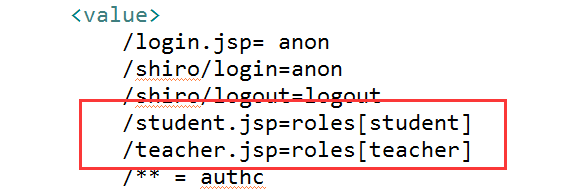 <value>
/login.jsp= anon
/shiro/login=anon
/shiro/logout=logout
/student.jsp=roles[student]
/teacher.jsp=roles[teacher]
/** = authc